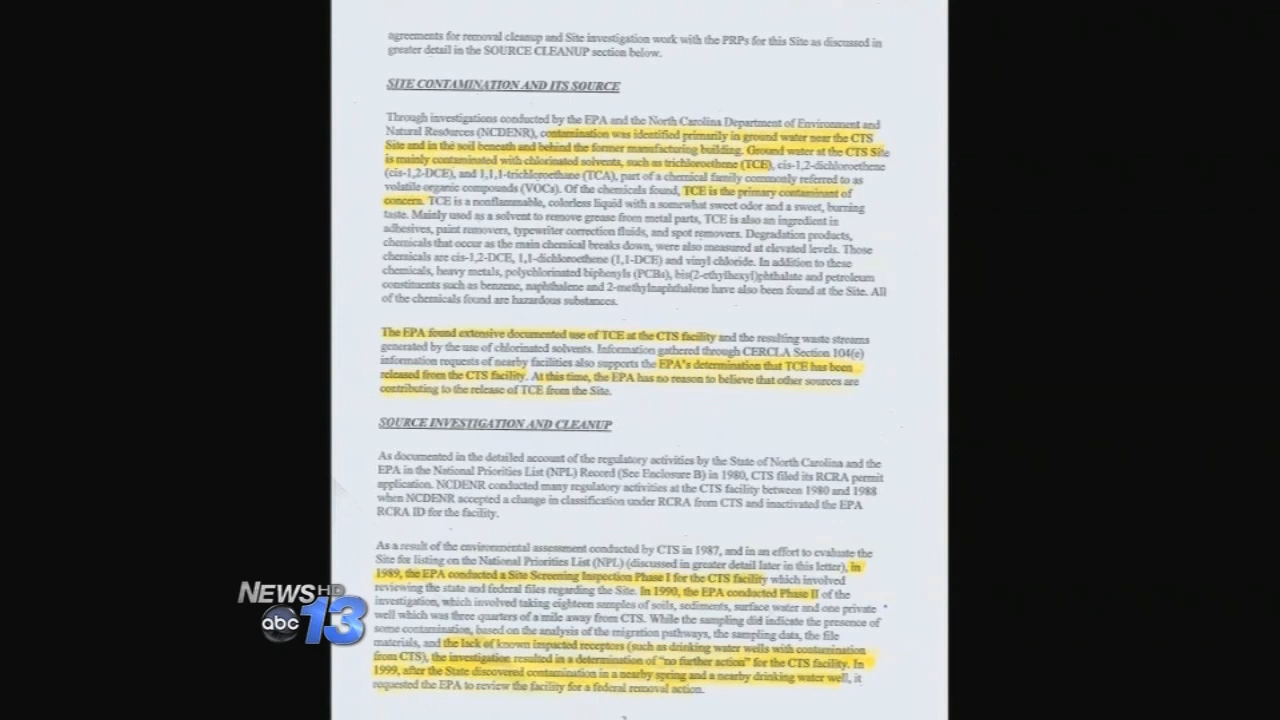 agreements for removal cleanup and Site investigation work with the PRPs for this Site as discussed in
greater detail in the SOURCE CLEANUP section below.
SITE CONTAMINATION AND ITS SOURCE
Through investigations conducted by the EPA and the North Carolina Department of Environment and
Natural Resources (NCDENR), contamination was identified primarily in ground water near the CTS
Site and in the soil beneath and behind the former manufacturing building. Ground water at the CTS Site
is mainly contaminated with chlorinated solvents, such as trichloroethene (TCE), cis-1,2-dichloroethene
(cis-1,2-DCE), and 1,1,1-trichloroethane (TCA), part of a chemical family commonly referred to as
volatile organic compounds (VOCs). Of the chemicals found, TCE is the primary contaminant of
concern. TCE is a nonflammable, colorless liquid with a somewhat sweet odor and a sweet, burning
taste. Mainly used as a solvent to remove grease from metal parts, TCE is also an ingredient in
adhesives, paint removers, typewriter correction fluids, and spot removers. Degradation products,
chemicals that occur as the main chemical breaks down, were also measured at elevated levels. Those
chemicals are cis-1,2-DCE, 1,1-dichloroethene (1,1-DCE) and vinyl chloride. In addition to these
chemicals, heavy metals, polychlorinated biphenyls (PCBs), bis(2-ethylhexyl)phthalate and petroleum
constituents such as benzene, naphthalene and 2-methylnaphthalene have also been found at the Site. All
of the chemicals found are hazardous substances.
The EPA found extensive documented use of TCE at the CTS facility and the resulting waste streams
generated by the use of chlorinated solvents. Information gathered through CERCLA Section 104(e)
information requests of nearby facilities also supports the EPA's determination that TCE has been
released from the CTS facility. At this time, the EPA has no reason to believe that other sources are
contributing to the release of TCE from the Site.
SOURCE INVESTIGATION AND CLEANUP
As documented in the detailed account of the regulatory activities by the State of North Carolina and the
EPA in the National Priorities List (NPL) Record (See Enclosure B) in 1980, CTS filed its RCRA permit
application. NCDENR conducted many regulatory activities at the CTS facility between 1980 and 1988
when NCDENR accepted a change in classification under RCRA from CTS and inactivated the EPA
RCRA ID for the facility.
As a result of the environmental assessment conducted by CTS in 1987, and in an effort to evaluate the
Site for listing on the National Priorities List (NPL) (discussed in greater detail later in this letter), in
1989, the EPA conducted a Site Screening Inspection Phase I for the CTS facility which involved
reviewing the state and federal files regarding the Site. In 1990, the EPA conducted Phase II of the
investigation, which involved taking eighteen samples of soils, sediments, surface water and one private
well which was three quarters of a mile away from CTS. While the sampling did indicate the presence of
some contamination, based on the analysis of the migration pathways, the sampling data, the file
materials, and the lack of known impacted receptors (such as drinking water wells with contamination
from CTS), the investigation resulted in a determination of "no further action" for the CTS facility. In
1999, after the State discovered contamination in a nearby spring and a nearby drinking water well, it
requested the EPA to review the facility for a federal removal action.
NEWS HD
abc 13